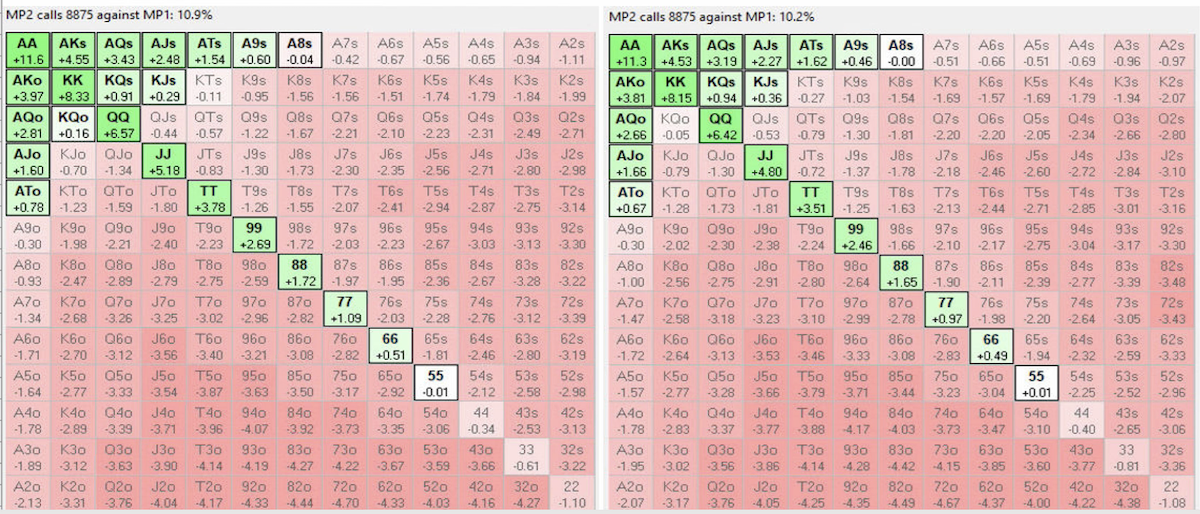 MP2 calls 8875 against MP1: 10.9%
AA AKs AQs AJs ATs A9s A8s A7s A6s A5s A4s A3s A2s
+11.6 +4.55 +3.43 +2.48 +1.54 +0.60 -0.04 -0.42 -0.67 -0.56 -0.65 -0.94 -1.11
AKo KK KQs KJs KTs K9s K8s K7s K6s K5s K4s K3s K2s
+3.97 +8.33 +0.91 +0.29 -0.11 -0.95 -1.56 -1.56 -1.51 -1.74 -1.79 -1.84 -1.99
AQo KQo QQ QJs QTs Q9s Q8s Q7s Q6s Q5s Q4s Q3s Q2s
+2.81 +0.16 +6.57 -0.44 -0.57 -1.22 -1.67 -2.21 -2.10 -2.23 -2.31 -2.49 -2.71
AJo KJo QJo JJ JTs J9s J8s J7s J6s J5s J4s J3s J2s
+1.60 -0.70 -1.34 +5.18 -0.83 -1.30 -1.73 -2.30 -2.35 -2.56 -2.71 -2.80 -2.98
ATo KTo QTo JTo TT T9s T8s T7s T6s T5s T4s T3s T2s
+0.78 -1.23 -1.59 -1.80 +3.78 -1.26 -1.55 -2.07 -2.41 -2.94 -2.87 -2.75 -3.14
A9o K9o Q9o J9o T9o 99 98s 97s 96s 95s 94s 93s 92s
-0.30 -1.98 -2.21 -2.40 -2.23 +2.69 -1.72 -2.03 -2.23 -2.67 -3.03 -3.13 -3.30
A8o K8o Q8o J8o T8o 98o 88 87s 86s 85s 84s 83s 82s
-0.93 -2.47 -2.89 -2.79 -2.75 -2.59 +1.72 -1.97 -1.95 -2.36 -2.67 -3.28 -3.22
A7o K7o Q7o J7o T7o 97o 87o 77 76s 75s 74s 73s 72s
-1.34 -2.68 -3.26 -3.25 -3.02 -2.96 -2.82 +1.09 -2.03 -2.28 -2.76 -3.12 -3.39
A6o K6o Q6o J6o T6o 96o 86o 76o 66 65s 64s 63s 62s
-1.71 -2.70 -3.12 -3.56 -3.40 -3.21 -3.08 -2.82 +0.51 -1.81 -2.46 -2.80 -3.19
A5o K5o Q5o J5o T5o 95o 85o 75o 65o 55 54s 53s 52s
-1.64 -2.77 -3.33 -3.54 -3.87 -3.63 -3.50 -3.17 -2.92 -0.01 -2.12 -2.58 -2.98
A4o K4o Q4o J4o T4o 94o 84o 74o 64o 54o 44 43s 42s
-1.78 -2.89 -3.39 -3.71 -3.96 -4.07 -3.92 -3.73 -3.35 -3.06 -0.34 -2.53 -3.13
A3o K3o Q3o J3o T3o 93o 83o 73o 63o 53o 43o 33 32s
-1.89 -3.12 -3.63 -3.90 -4.14 -4.19 -4.27 -4.22 -3.67 -3.59 -3.66 -0.61 -3.22
A2o K2o Q2o J2o T2o 92o 82o 72o 62o 52o 42o 32o 22
-2.13 -3.31 -3.76 -4.04 -4.17 -4.33 -4.44 -4.70 -4.33 -4.03 -4.16 -4.27 -1.10
MP2 calls 8875 against MP1: 10.2%
AA AKs AQs AJs ATs A9s A8s A7s A6s A5s A4s A3s A2s
+11.3 +4.53 +3.19 +2.27 +1.62 +0.46 -0.00 -0.51 -0.66 -0.51 -0.69 -0.96 -0.97
AKo KK KQs KJs KTs K9s K8s K7s K6s K5s K4s K3s K2s
+3.81 +8.15 +0.94 +0.36 -0.27 -1.03 -1.54 -1.69 -1.57 -1.69 -1.79 -1.94 -2.07
AQo KQo QQ QJs QTs Q9s Q8s Q7s Q6s Q5s Q4s Q3s Q2s
+2.66 -0.05 +6.42 -0.53 -0.79 -1.30 -1.81 -2.20 -2.20 -2.05 -2.34 -2.66 -2.80
AJo KJo QJo JJ JTs J9s J8s J7s J6s J5s J4s J3s J2s
+1.66 -0.79 -1.30 +4.80 -0.72 -1.37 -1.78 -2.18 -2.46 -2.60 -2.72 -2.84 -3.10
ATo KTo QTo JTo TT T9s T8s T7s T6s T5s T4s T3s T2s
+0.67 -1.28 -1.73 -1.81 +3.51 -1.25 -1.63 -2.13 -2.44 -2.71 -2.85 -3.01 -3.16
A9o K9o Q9o J9o T9o 99 98s 97s 96s 95s 94s 93s 92s
-0.30 -2.02 -2.30 -2.38 -2.24 +2.46 -1.66 -2.10 -2.17 -2.75 -3.04 -3.17 -3.30
A8o K8o Q8o J8o T8o 98o 88 87s 86s 85s 84s 83s 82s
-1.00 -2.56 -2.75 -2.91 -2.80 -2.64 +1.65 -1.90 -2.11 -2.38 -2.79 -3.39 -3.48
A7o K7o Q7o J7o T7o 97o 87o 77 76s 75s 74s 73s 72s
-1.47 -2.58 -3.18 -3.23 -3.10 -2.99 -2.78 +0.97 -1.98 -2.20 -2.64 -3.05 -3.43
A6o K6o Q6o J6o T6o 96o 86o 76o 66 65s 64s 63s 62s
-1.72 -2.64 -3.13 -3.53 -3.46 -3.33 -3.08 -2.83 +0.49 -1.94 -2.32 -2.59 -3.33
A5o K5o Q5o J5o T5o 95o 85o 75o 65o 55 54s 53s 52s
-1.57 -2.77 -3.28 -3.66 -3.79 -3.71 -3.44 -3.23 -3.04 +0.01 -2.25 -2.52 -2.96
A4o K4o Q4o J4o T4o 94o 84o 74o 64o 54o 44 43s 42s
-1.78 -2.83 -3.37 -3.77 -3.88 -4.17 -4.03 -3.73 -3.47 -3.10 -0.40 -2.65 -3.06
A3o K3o Q3o J3o T3o 93o 83o 73o 63o 53o 43o 33 32s
-1.95 -3.02 -3.56 -3.86 -4.14 -4.28 -4.42 -4.15 -3.85 -3.60 -3.77 -0.81 -3.36
A2o K2o Q2o J2o T2o 92o 82o 72o 62o 52o 42o 32o 22
-2.07 -3.17 -3.76 -4.05 -4.25 -4.35 -4.49 -4.67 -4.37 -4.00 -4.22 -4.38 -1.08